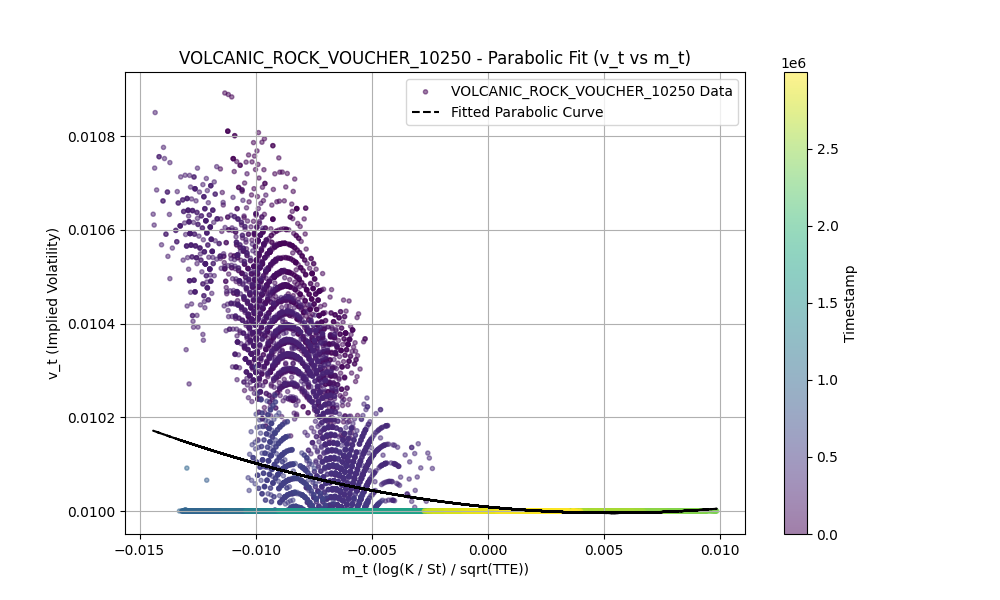 VOLCANIC_ROCK_VOUCHER_10250 - Parabolic Fit (v_t vs m_t)
1e6
VOLCANIC_ROCK_VOUCHER_10250 Data
Fitted Parabolic Curve
v_t (Implied Volatility)
0.0108
0.0106
0.0104
0.0102
0.0100
−0.015
−0.010
−0.005
0.000
0.005
0.010
m_t (log(K / St) / sqrt(TTE))
2.5
2.0
1.5
1.0
0.5
0.0
Timestamp